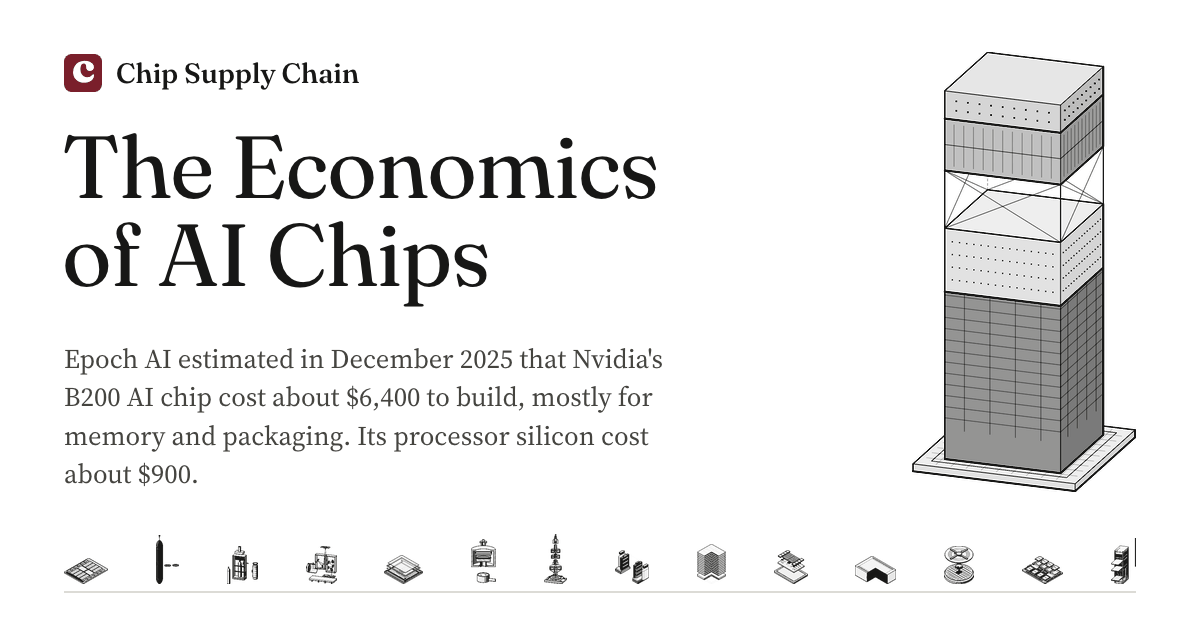 Chip Supply Chain
The Economics
of AI Chips
Epoch AI estimated in December 2025 that Nvidia's
B200 AI chip cost about $6,400 to build, mostly for
memory and packaging. Its processor silicon cost
about $900.